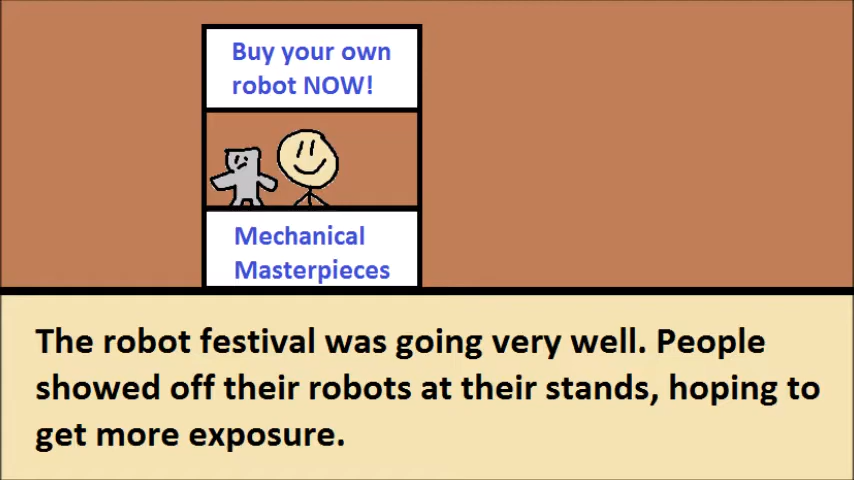 Buy your own
robot NOW!
Mechanical
Masterpieces
The robot festival was going very well. People
showed off their robots at their stands, hoping to
get more exposure.